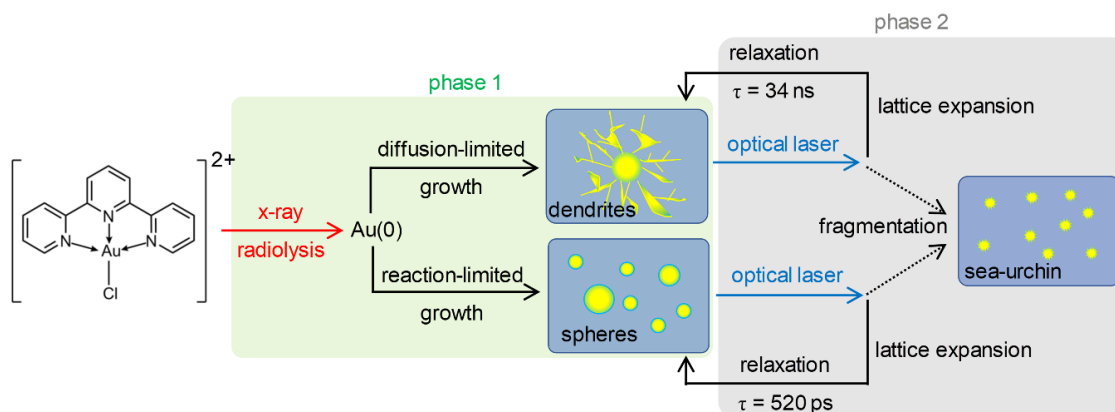 phase 2
relaxation
τ = 34 ns
lattice expansion
phase 1
2+
N
N
N
Au
Cl
x-ray
radiolysis
Au(0)
diffusion-limited
growth
dendrites
optical laser
fragmentation
sea-urchin
reaction-limited
growth
spheres
optical laser
lattice expansion
relaxation
τ = 520 ps